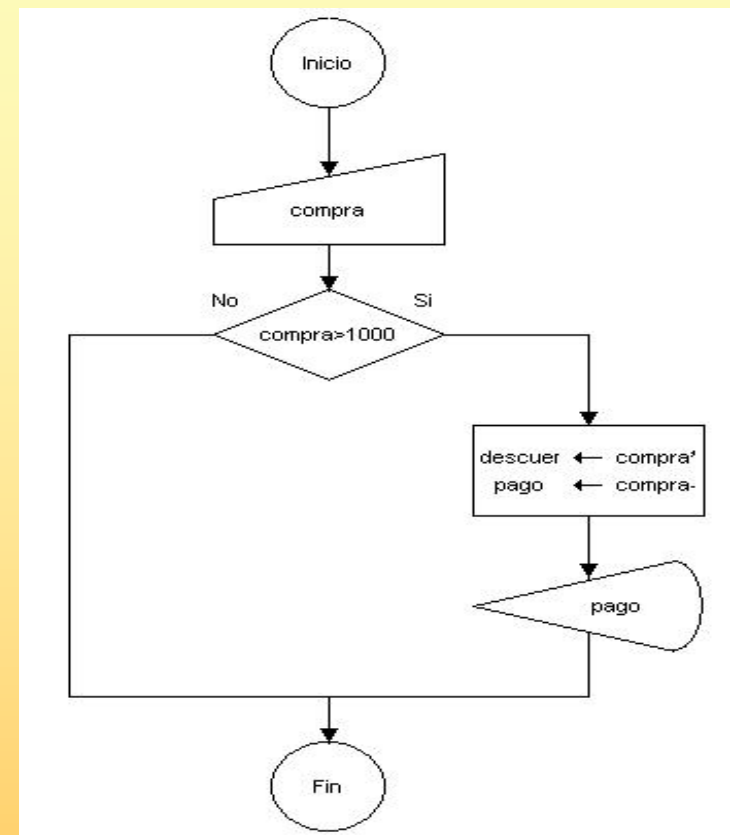 Inicio
compra
No Si
compra>1000
descuer ← compra*
pago ← compra-
pago
Fin